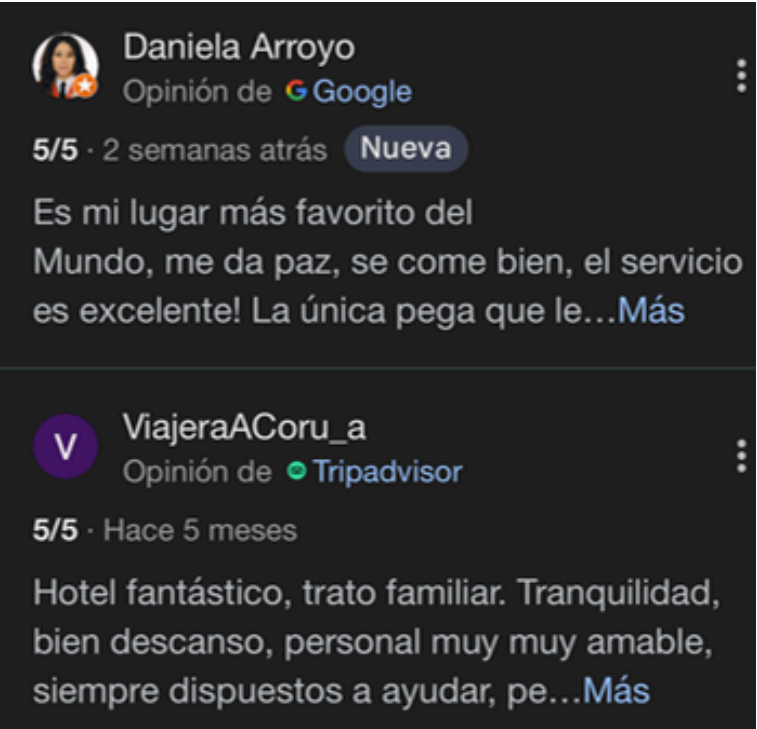 Daniela Arroyo
Opinión de Google
5/5 · 2 semanas atrás Nueva
Es mi lugar más favorito del
Mundo, me da paz, se come bien, el servicio
es excelente! La única pega que le...Más
V
ViajeraACoru_a
Opinión de Tripadvisor
5/5 · Hace 5 meses
Hotel fantástico, trato familiar. Tranquilidad,
bien descanso, personal muy muy amable,
siempre dispuestos a ayudar, pe...Más